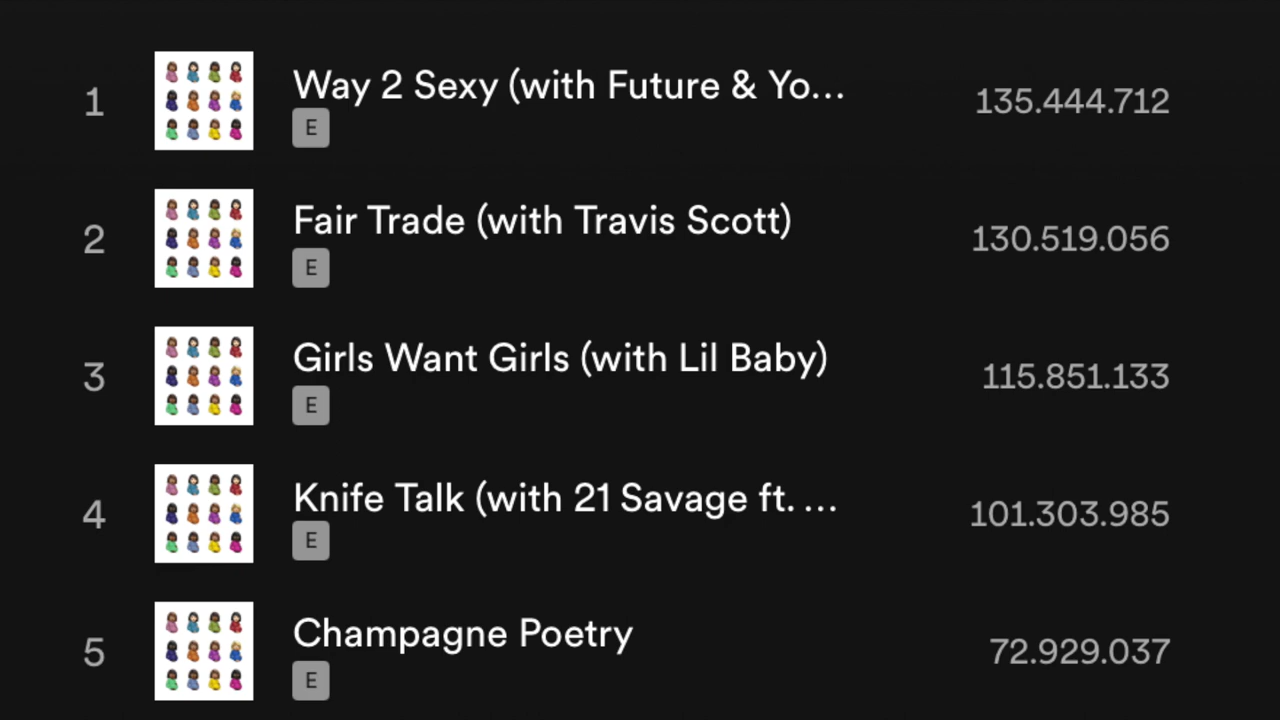 1
Way 2 Sexy (with Future & Yo...
E
135.444.712
2
Fair Trade (with Travis Scott)
E
130.519.056
3
Girls Want Girls (with Lil Baby)
E
115.851.133
4
Knife Talk (with 21 Savage ft. ...
E
101.303.985
5
Champagne Poetry
E
72.929.037